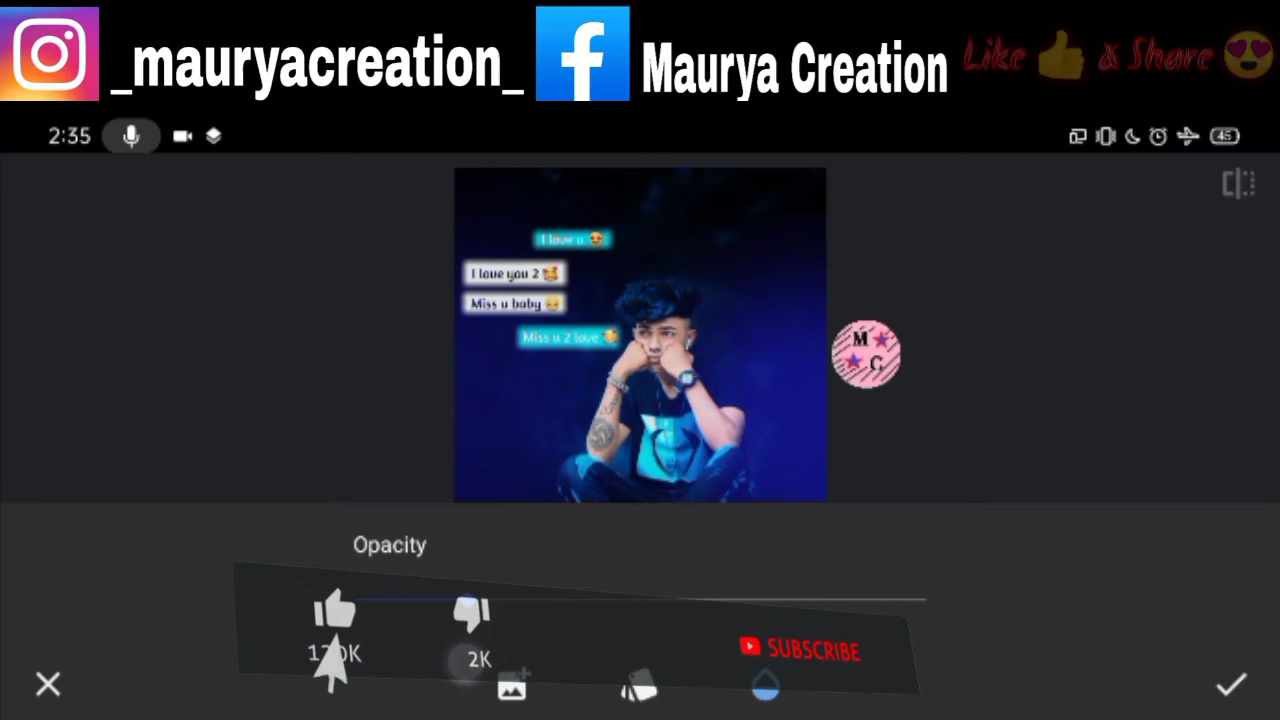 _mauryacreation_
Maurya Creation
Like 👍 & Share 😍
2:35
45
I love u 😍
I love you 2 🥰
Miss u baby 🥺
Miss u 2 love 🥰
M
C
Opacity
2K
SUBSCRIBE